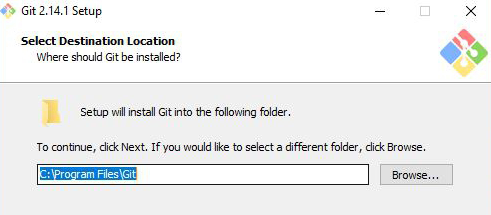 Git 2.14.1 Setup
Select Destination Location
Where should Git be installed?
Setup will install Git into the following folder.
To continue, click Next. If you would like to select a different folder, click Browse.
C:\Program Files\Git
Browse...